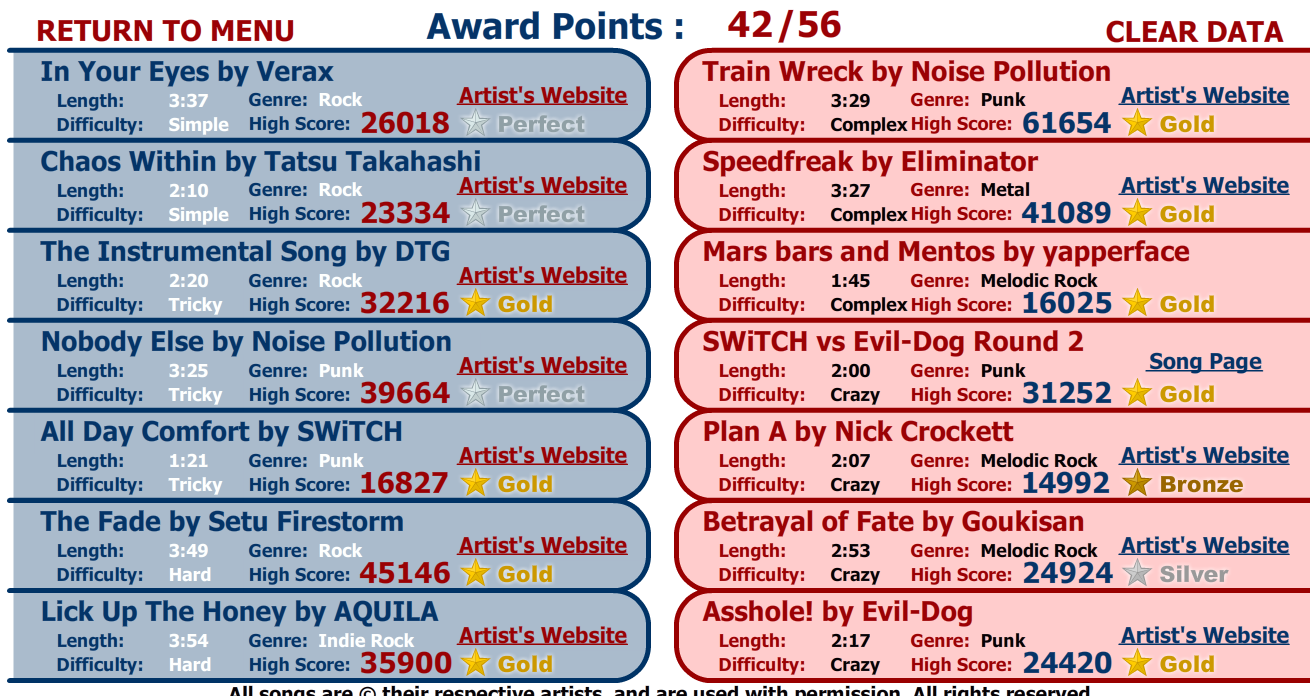 RETURN TO MENU
Award Points : 42/56
CLEAR DATA
In Your Eyes by Verax
Length: 3:37 Genre: Rock Artist's Website
Difficulty: Simple High Score: 26018 Perfect
Chaos Within by Tatsu Takahashi
Length: 2:10 Genre: Rock Artist's Website
Difficulty: Simple High Score: 23334 Perfect
The Instrumental Song by DTG
Length: 2:20 Genre: Rock Artist's Website
Difficulty: Tricky High Score: 32216 Gold
Nobody Else by Noise Pollution
Length: 3:25 Genre: Punk Artist's Website
Difficulty: Tricky High Score: 39664 Perfect
All Day Comfort by SWiTCH
Length: 1:21 Genre: Punk Artist's Website
Difficulty: Tricky High Score: 16827 Gold
The Fade by Setu Firestorm
Length: 3:49 Genre: Rock Artist's Website
Difficulty: Hard High Score: 45146 Gold
Lick Up The Honey by AQUILA
Length: 3:54 Genre: Indie Rock Artist's Website
Difficulty: Hard High Score: 35900 Gold
Train Wreck by Noise Pollution
Length: 3:29 Genre: Punk Artist's Website
Difficulty: Complex High Score: 61654 Gold
Speedfreak by Eliminator
Length: 3:27 Genre: Metal Artist's Website
Difficulty: Complex High Score: 41089 Gold
Mars bars and Mentos by yapperface
Length: 1:45 Genre: Melodic Rock
Difficulty: Complex High Score: 16025 Gold
SWiTCH vs Evil-Dog Round 2
Length: 2:00 Genre: Punk Song Page
Difficulty: Crazy High Score: 31252 Gold
Plan A by Nick Crockett
Length: 2:07 Genre: Melodic Rock Artist's Website
Difficulty: Crazy High Score: 14992 Bronze
Betrayal of Fate by Goukisan
Length: 2:53 Genre: Melodic Rock Artist's Website
Difficulty: Crazy High Score: 24924 Silver
Asshole! by Evil-Dog
Length: 2:17 Genre: Punk Artist's Website
Difficulty: Crazy High Score: 24420 Gold
All songs are © their respective artists, and are used with permission. All rights reserved.